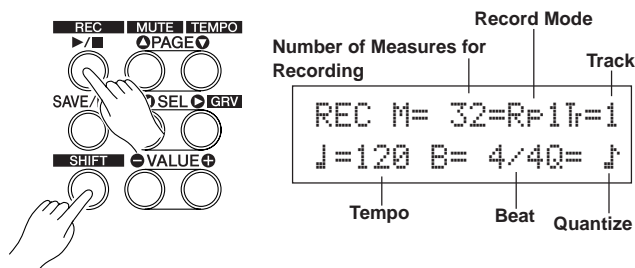 REC MUTE TEMPO
▶/■ ▲PAGE▼
SAVE/
SEL ▶ GRV
SHIFT −VALUE+
Record Mode
Number of Measures for
Recording
Track
REC M= 32=Rp1Tr=1
♩=120 B= 4/4Q= ♪
Tempo
Beat
Quantize